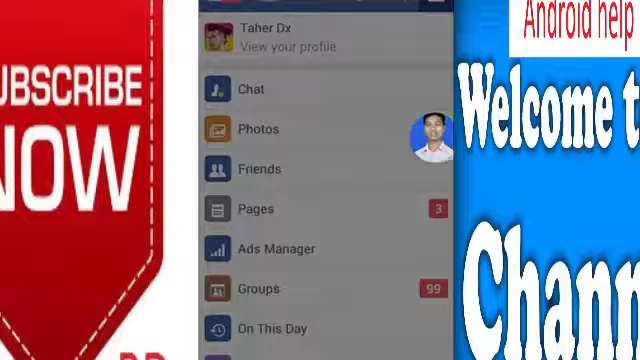 SUBSCRIBE
NOW
Taher Dx
View your profile
Chat
Photos
Friends
Pages
3
Ads Manager
Groups
99
On This Day
Android help
Welcome
Chann